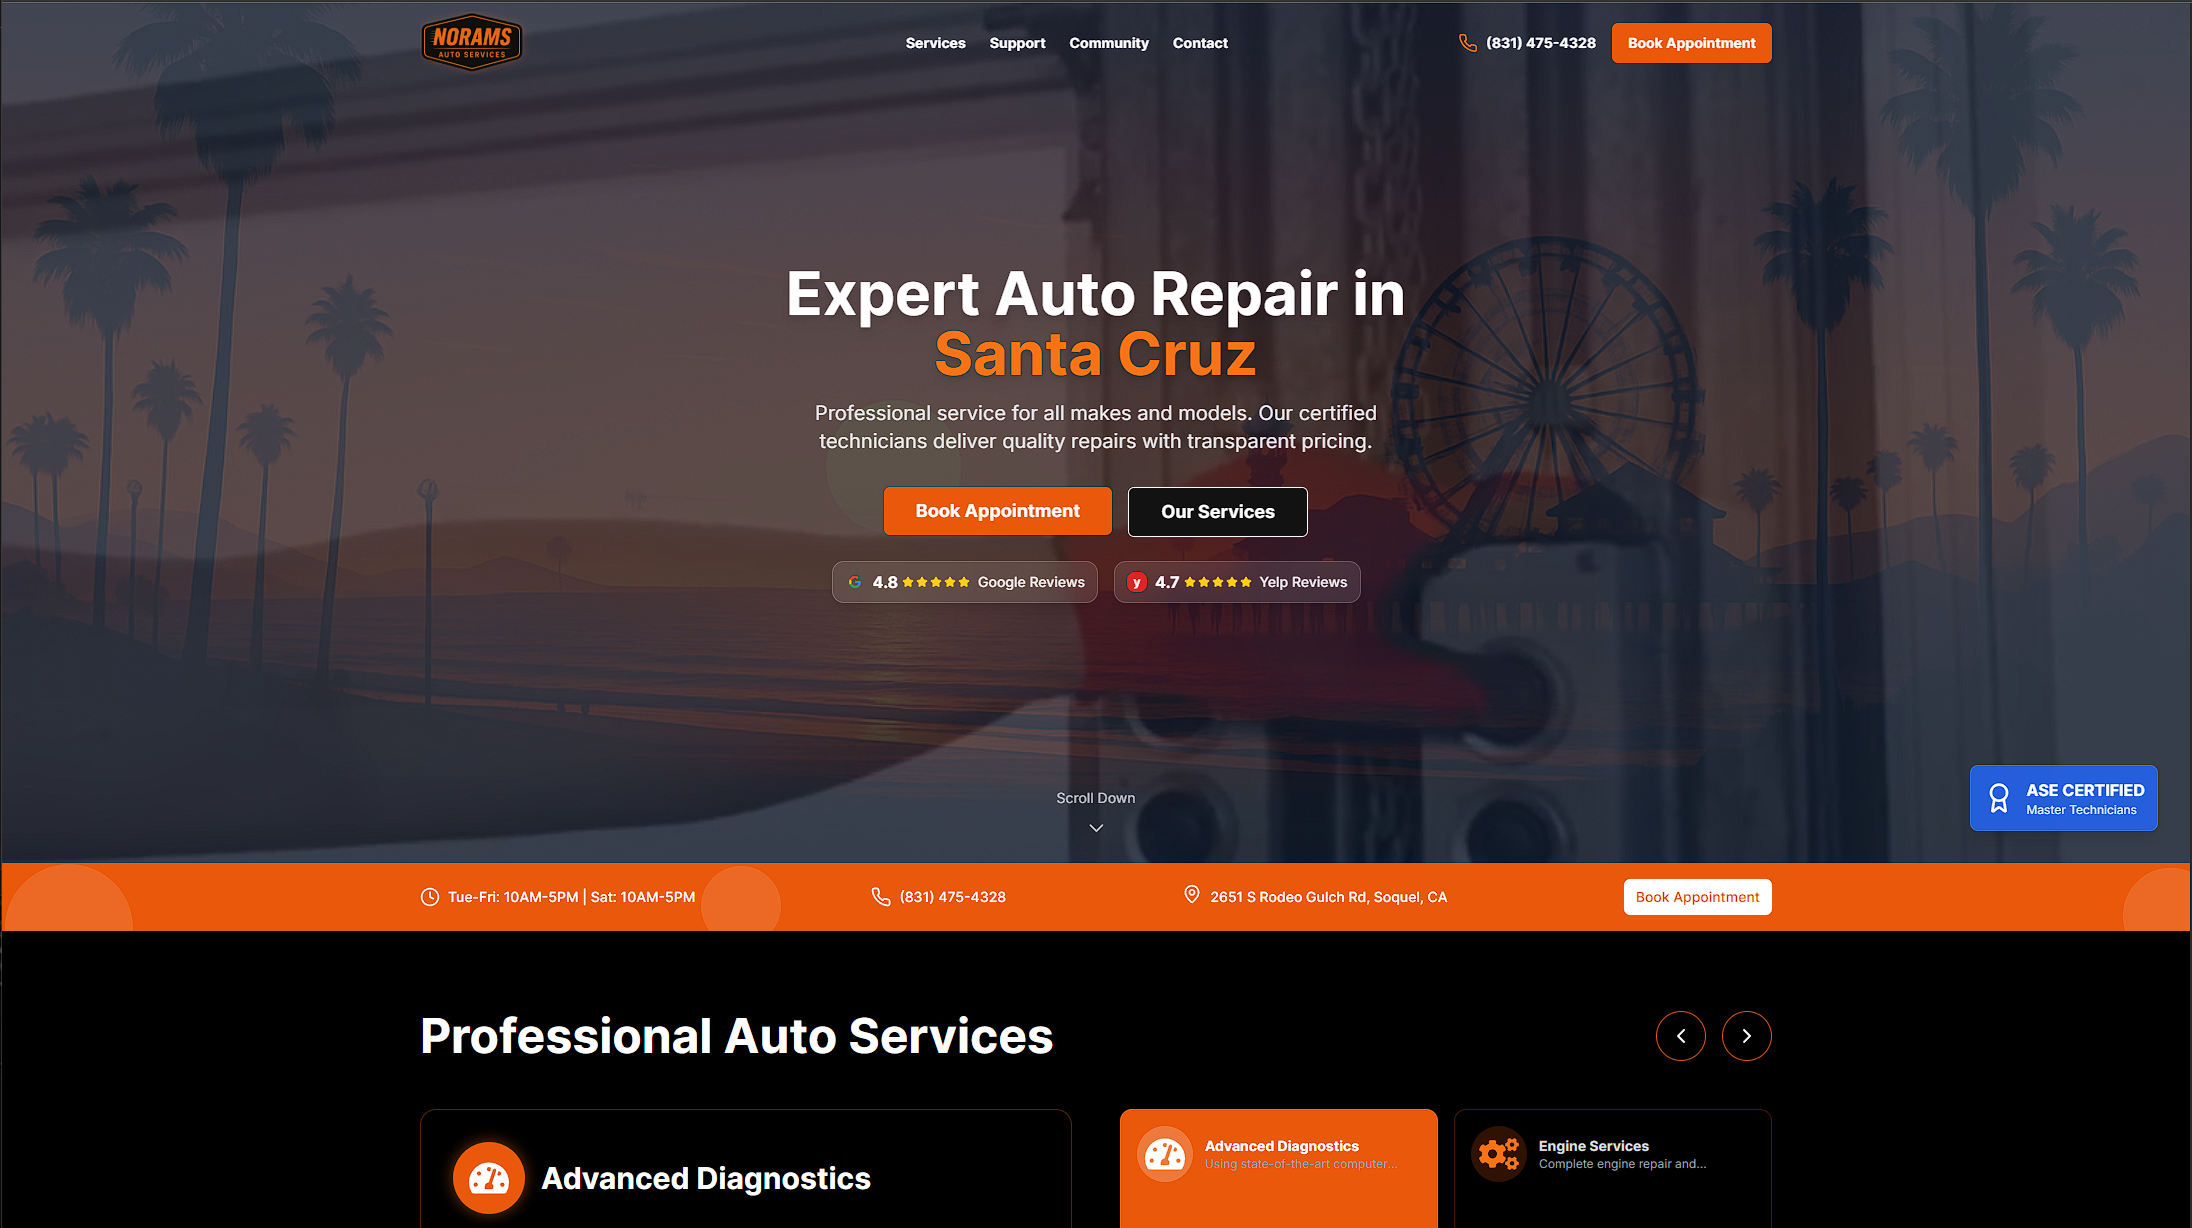 NORAMS
AUTO SERVICES
Services
Support
Community
Contact
(831) 475-4328
Book Appointment
Expert Auto Repair in
Santa Cruz
Professional service for all makes and models. Our certified
technicians deliver quality repairs with transparent pricing.
Book Appointment
Our Services
G 4.8 Google Reviews
y 4.7 Yelp Reviews
Scroll Down
ASE CERTIFIED
Master Technicians
Tue-Fri: 10AM-5PM | Sat: 10AM-5PM
(831) 475-4328
2651 S Rodeo Gulch Rd, Soquel, CA
Book Appointment
Professional Auto Services
Advanced Diagnostics
Advanced Diagnostics
Using state-of-the-art computer...
Engine Services
Complete engine repair and...